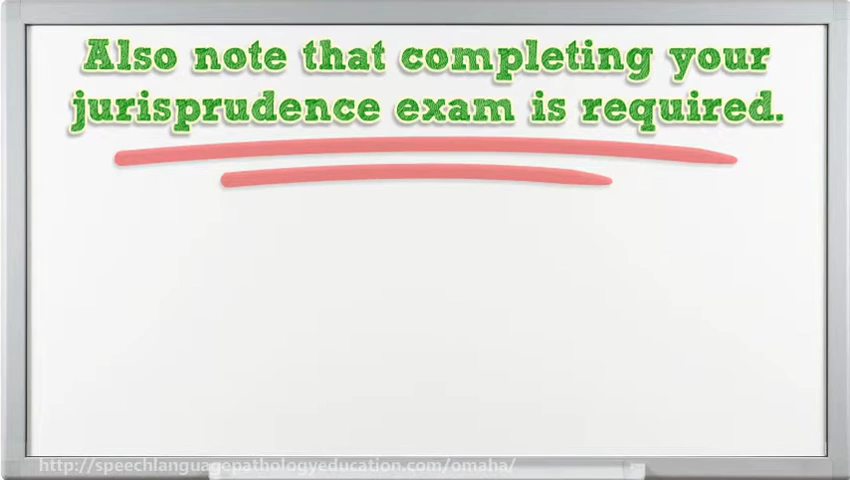 Also note that completing your
jurisprudence exam is required.
http://speechlanguagepathologyeducation.com/omaha/